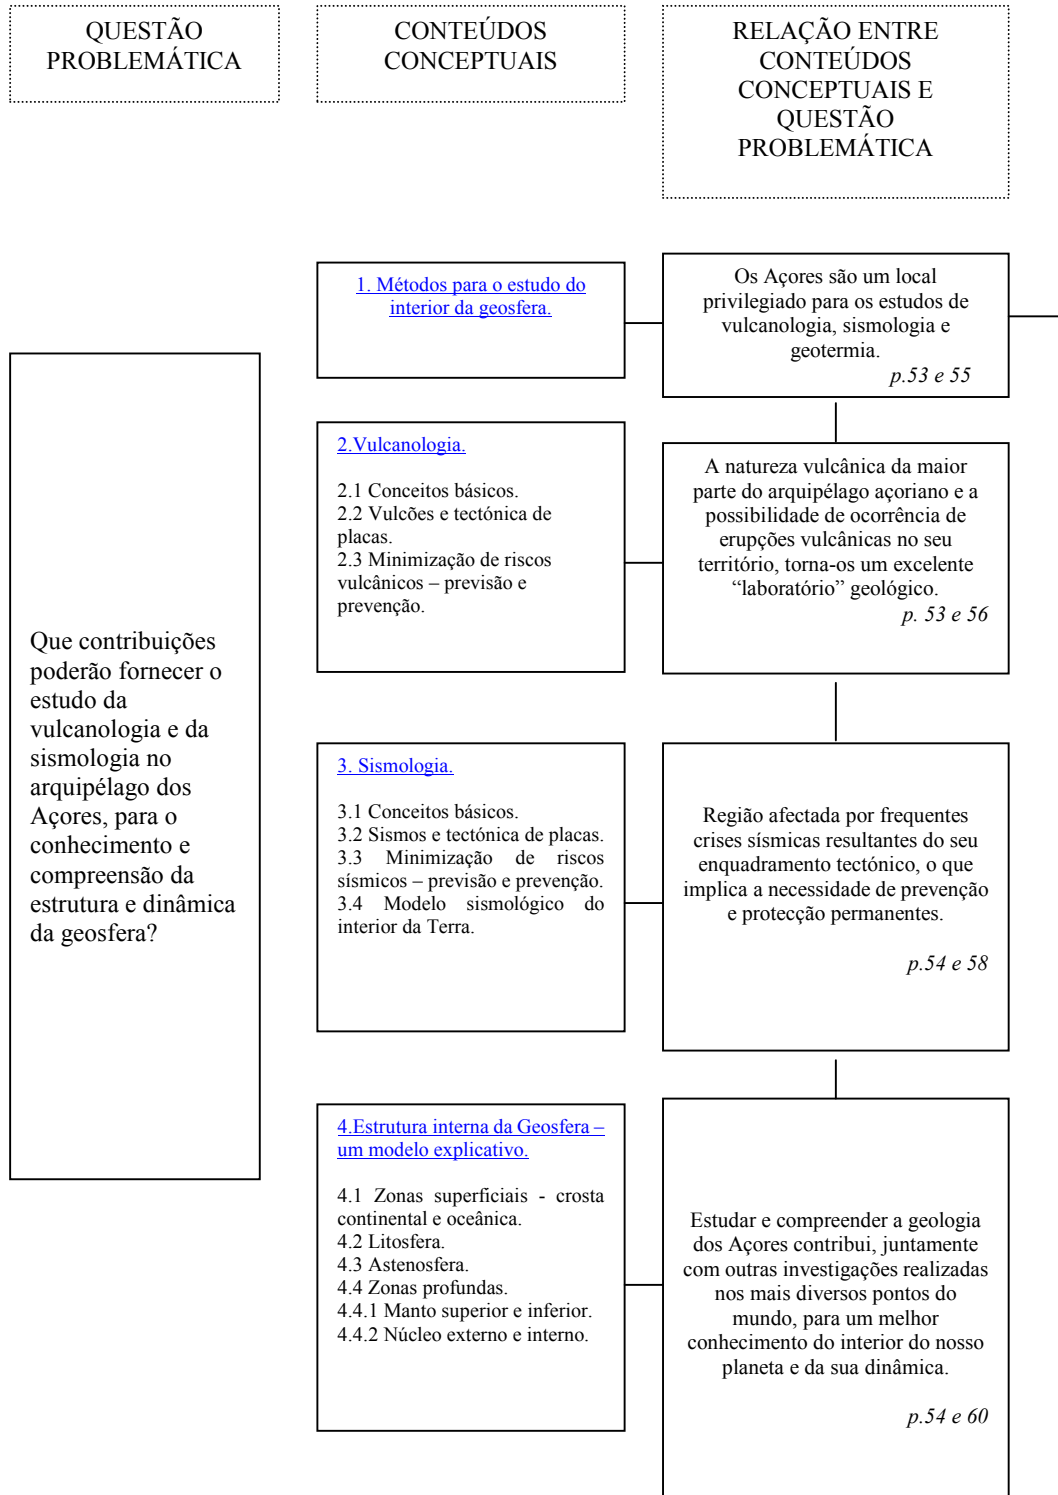 QUESTÃO
PROBLEMÁTICA
CONTEÚDOS
CONCEPTUAIS
RELAÇÃO ENTRE
CONTEÚDOS
CONCEPTUAIS E
QUESTÃO
PROBLEMÁTICA
Que contribuições
poderão fornecer o
estudo da
vulcanologia e da
sismologia no
arquipélago dos
Açores, para o
conhecimento e
compreensão da
estrutura e dinâmica
da geosfera?
1. Métodos para o estudo do
interior da geosfera.
Os Açores são um local
privilegiado para os estudos de
vulcanologia, sismologia e
geotermia.
p.53 e 55
2.Vulcanologia.
2.1 Conceitos básicos.
2.2 Vulcões e tectónica de
placas.
2.3 Minimização de riscos
vulcânicos – previsão e
prevenção.
A natureza vulcânica da maior
parte do arquipélago açoriano e a
possibilidade de ocorrência de
erupções vulcânicas no seu
território, torna-os um excelente
“laboratório” geológico.
p. 53 e 56
3. Sismologia.
3.1 Conceitos básicos.
3.2 Sismos e tectónica de placas.
3.3 Minimização de riscos
sísmicos – previsão e prevenção.
3.4 Modelo sismológico do
interior da Terra.
Região afectada por frequentes
crises sísmicas resultantes do seu
enquadramento tectónico, o que
implica a necessidade de prevenção
e protecção permanentes.
p.54 e 58
4.Estrutura interna da Geosfera –
um modelo explicativo.
4.1 Zonas superficiais - crosta
continental e oceânica.
4.2 Litosfera.
4.3 Astenosfera.
4.4 Zonas profundas.
4.4.1 Manto superior e inferior.
4.4.2 Núcleo externo e interno.
Estudar e compreender a geologia
dos Açores contribui, juntamente
com outras investigações realizadas
nos mais diversos pontos do
mundo, para um melhor
conhecimento do interior do nosso
planeta e da sua dinâmica.
p.54 e 60